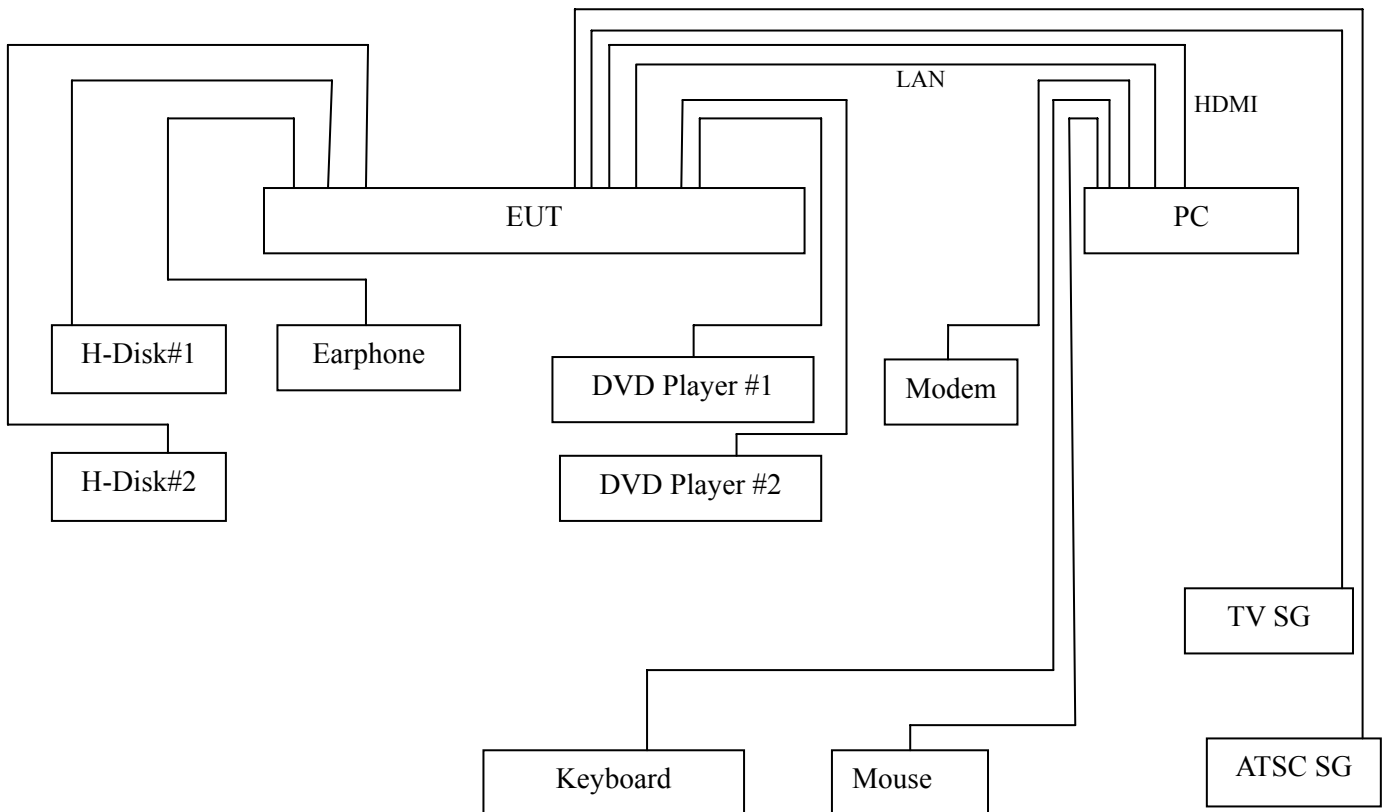 LAN
HDMI
EUT
PC
H-Disk#1
Earphone
DVD Player #1
Modem
H-Disk#2
DVD Player #2
TV SG
Keyboard
Mouse
ATSC SG